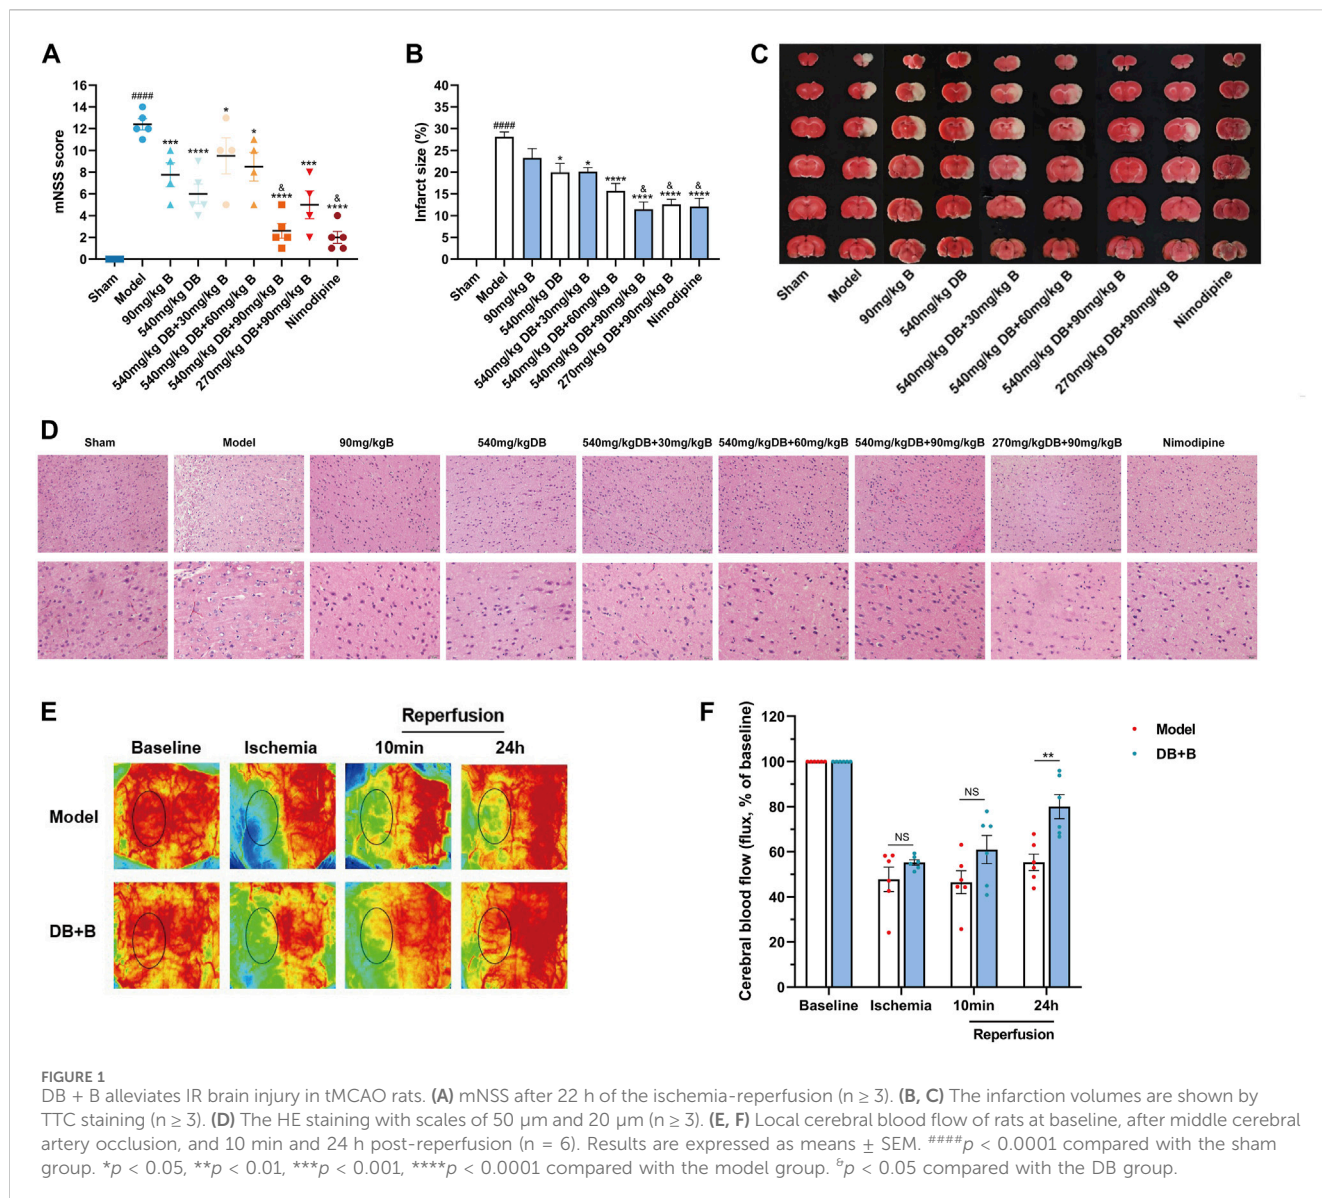 A
mNSS score
16
14
12
10
8
6
4
2
0
####
***
****
*
*
&
****
***
&
****
Sham
Model
90mg/kg B
540mg/kg DB
540mg/kg DB+30mg/kg B
540mg/kg DB+60mg/kg B
540mg/kg DB+90mg/kg B
270mg/kg DB+90mg/kg B
Nimodipine
B
Infarct size (%)
40
35
30
25
20
15
10
5
0
####
*
*
****
&
****
&
****
&
****
Sham
Model
90mg/kg B
540mg/kg DB
540mg/kg DB+30mg/kg B
540mg/kg DB+60mg/kg B
540mg/kg DB+90mg/kg B
270mg/kg DB+90mg/kg B
Nimodipine
C
Sham
Model
90mg/kg B
540mg/kg DB
540mg/kg DB+30mg/kg B
540mg/kg DB+60mg/kg B
540mg/kg DB+90mg/kg B
270mg/kg DB+90mg/kg B
Nimodipine
D
Sham Model 90mg/kgB 540mg/kgDB 540mg/kgDB+30mg/kgB 540mg/kgDB+60mg/kgB 540mg/kgDB+90mg/kgB 270mg/kgDB+90mg/kgB Nimodipine
E
Reperfusion
Baseline Ischemia 10min 24h
Model
DB+B
F
Cerebral blood flow (flux, % of baseline)
120
100
80
60
40
20
0
Model
DB+B
NS
NS
**
Baseline Ischemia 10min 24h
Reperfusion
FIGURE 1
DB + B alleviates IR brain injury in tMCAO rats. (A) mNSS after 22 h of the ischemia-reperfusion (n ≥ 3). (B, C) The infarction volumes are shown by
TTC staining (n ≥ 3). (D) The HE staining with scales of 50 μm and 20 μm (n ≥ 3). (E, F) Local cerebral blood flow of rats at baseline, after middle cerebral
artery occlusion, and 10 min and 24 h post-reperfusion (n = 6). Results are expressed as means ± SEM. ####p < 0.0001 compared with the sham
group. *p < 0.05, **p < 0.01, ***p < 0.001, ****p < 0.0001 compared with the model group. &p < 0.05 compared with the DB group.